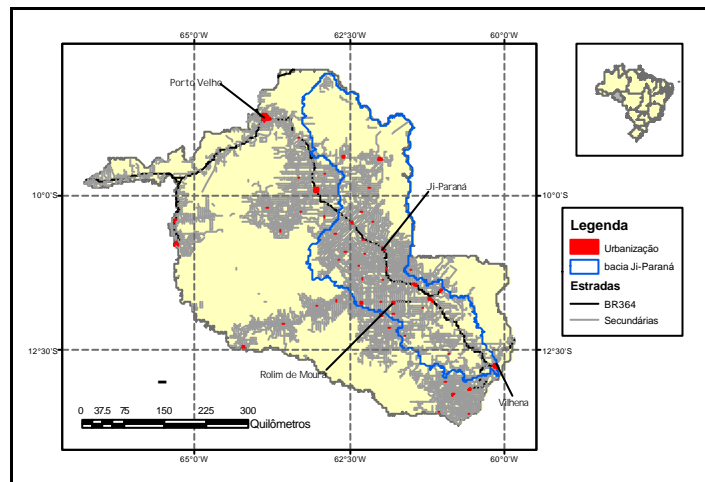 65°0'W
62°30'W
60°0'W
Porto Velho
Ji-Paraná
10°0'S
10°0'S
Legenda
Urbanização
bacia Ji-Paraná
Estradas
BR364
Secundárias
12°30'S
12°30'S
Rolim de Moura
Vilhena
0 37.5 75 150 225 300
Quilômetros
65°0'W
62°30'W
60°0'W